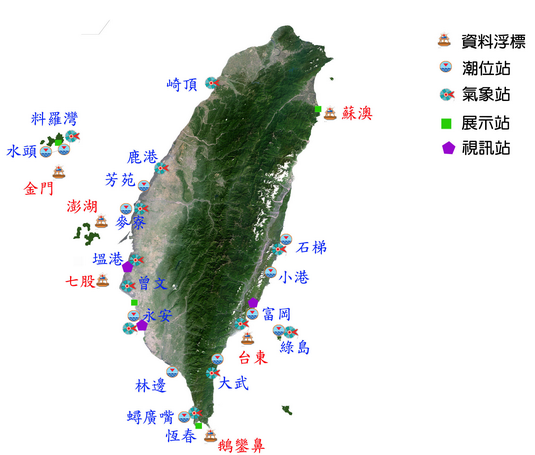 資料浮標
潮位站
氣象站
展示站
視訊站
崎頂
蘇澳
料羅灣
水頭
金門
鹿港
芳苑
澎湖
麥寮
石梯
塭港
小港
七股
曾文
永安
富岡
綠島
台東
林邊
大武
蟳廣嘴
恆春
鵝鑾鼻